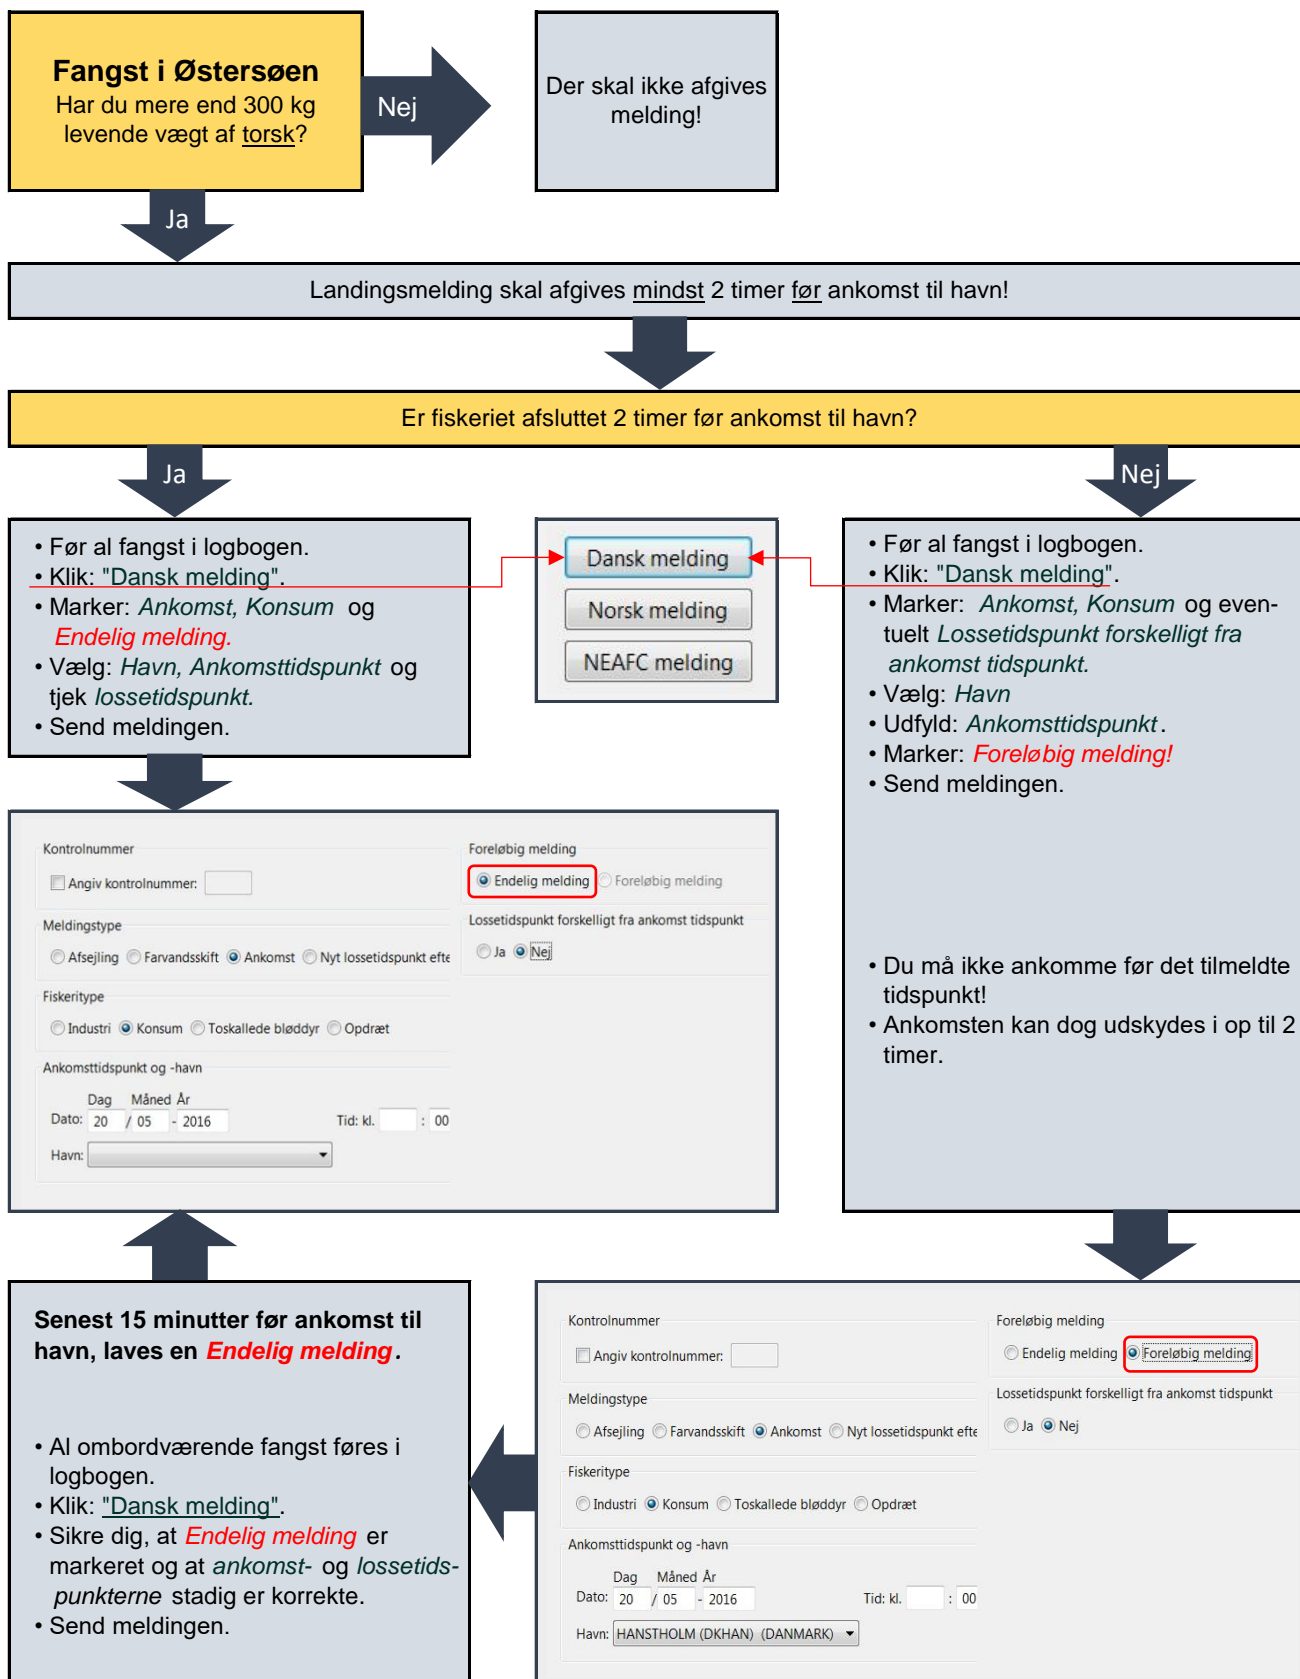 Fangst i Østersøen
Har du mere end 300 kg
levende vægt af torsk?
Nej
Der skal ikke afgives
melding!
Ja
Landingsmelding skal afgives mindst 2 timer før ankomst til havn!
Er fiskeriet afsluttet 2 timer før ankomst til havn?
Ja
Nej
• Før al fangst i logbogen.
• Klik: "Dansk melding".
• Marker: Ankomst, Konsum og
Endelig melding.
• Vælg: Havn, Ankomsttidspunkt og
tjek lossetidspunkt.
• Send meldingen.
Dansk melding
Norsk melding
NEAFC melding
• Før al fangst i logbogen.
• Klik: "Dansk melding".
• Marker: Ankomst, Konsum og even-
tuelt Lossetidspunkt forskelligt fra
ankomst tidspunkt.
• Vælg: Havn
• Udfyld: Ankomsttidspunkt.
• Marker: Foreløbig melding!
• Send meldingen.
• Du må ikke ankomme før det tilmeldte
tidspunkt!
• Ankomsten kan dog udskydes i op til 2
timer.
Kontrolnummer
Angiv kontrolnummer:
Meldingstype
Afsejling Farvandsskift Ankomst Nyt lossetidspunkt efte
Fiskeritype
Industri Konsum Toskallede bløddyr Opdræt
Ankomsttidspunkt og -havn
Dag Måned År
Dato: 20 / 05 - 2016 Tid: kl. : 00
Havn:
Foreløbig melding
Endelig melding Foreløbig melding
Lossetidspunkt forskelligt fra ankomst tidspunkt
Ja Nej
Senest 15 minutter før ankomst til
havn, laves en Endelig melding.
• Al ombordværende fangst føres i
logbogen.
• Klik: "Dansk melding".
• Sikre dig, at Endelig melding er
markeret og at ankomst- og lossetids-
punkterne stadig er korrekte.
• Send meldingen.
Kontrolnummer
Angiv kontrolnummer:
Meldingstype
Afsejling Farvandsskift Ankomst Nyt lossetidspunkt efte
Fiskeritype
Industri Konsum Toskallede bløddyr Opdræt
Ankomsttidspunkt og -havn
Dag Måned År
Dato: 20 / 05 - 2016 Tid: kl. : 00
Havn: HANSTHOLM (DKHAN) (DANMARK)
Foreløbig melding
Endelig melding Foreløbig melding
Lossetidspunkt forskelligt fra ankomst tidspunkt
Ja Nej